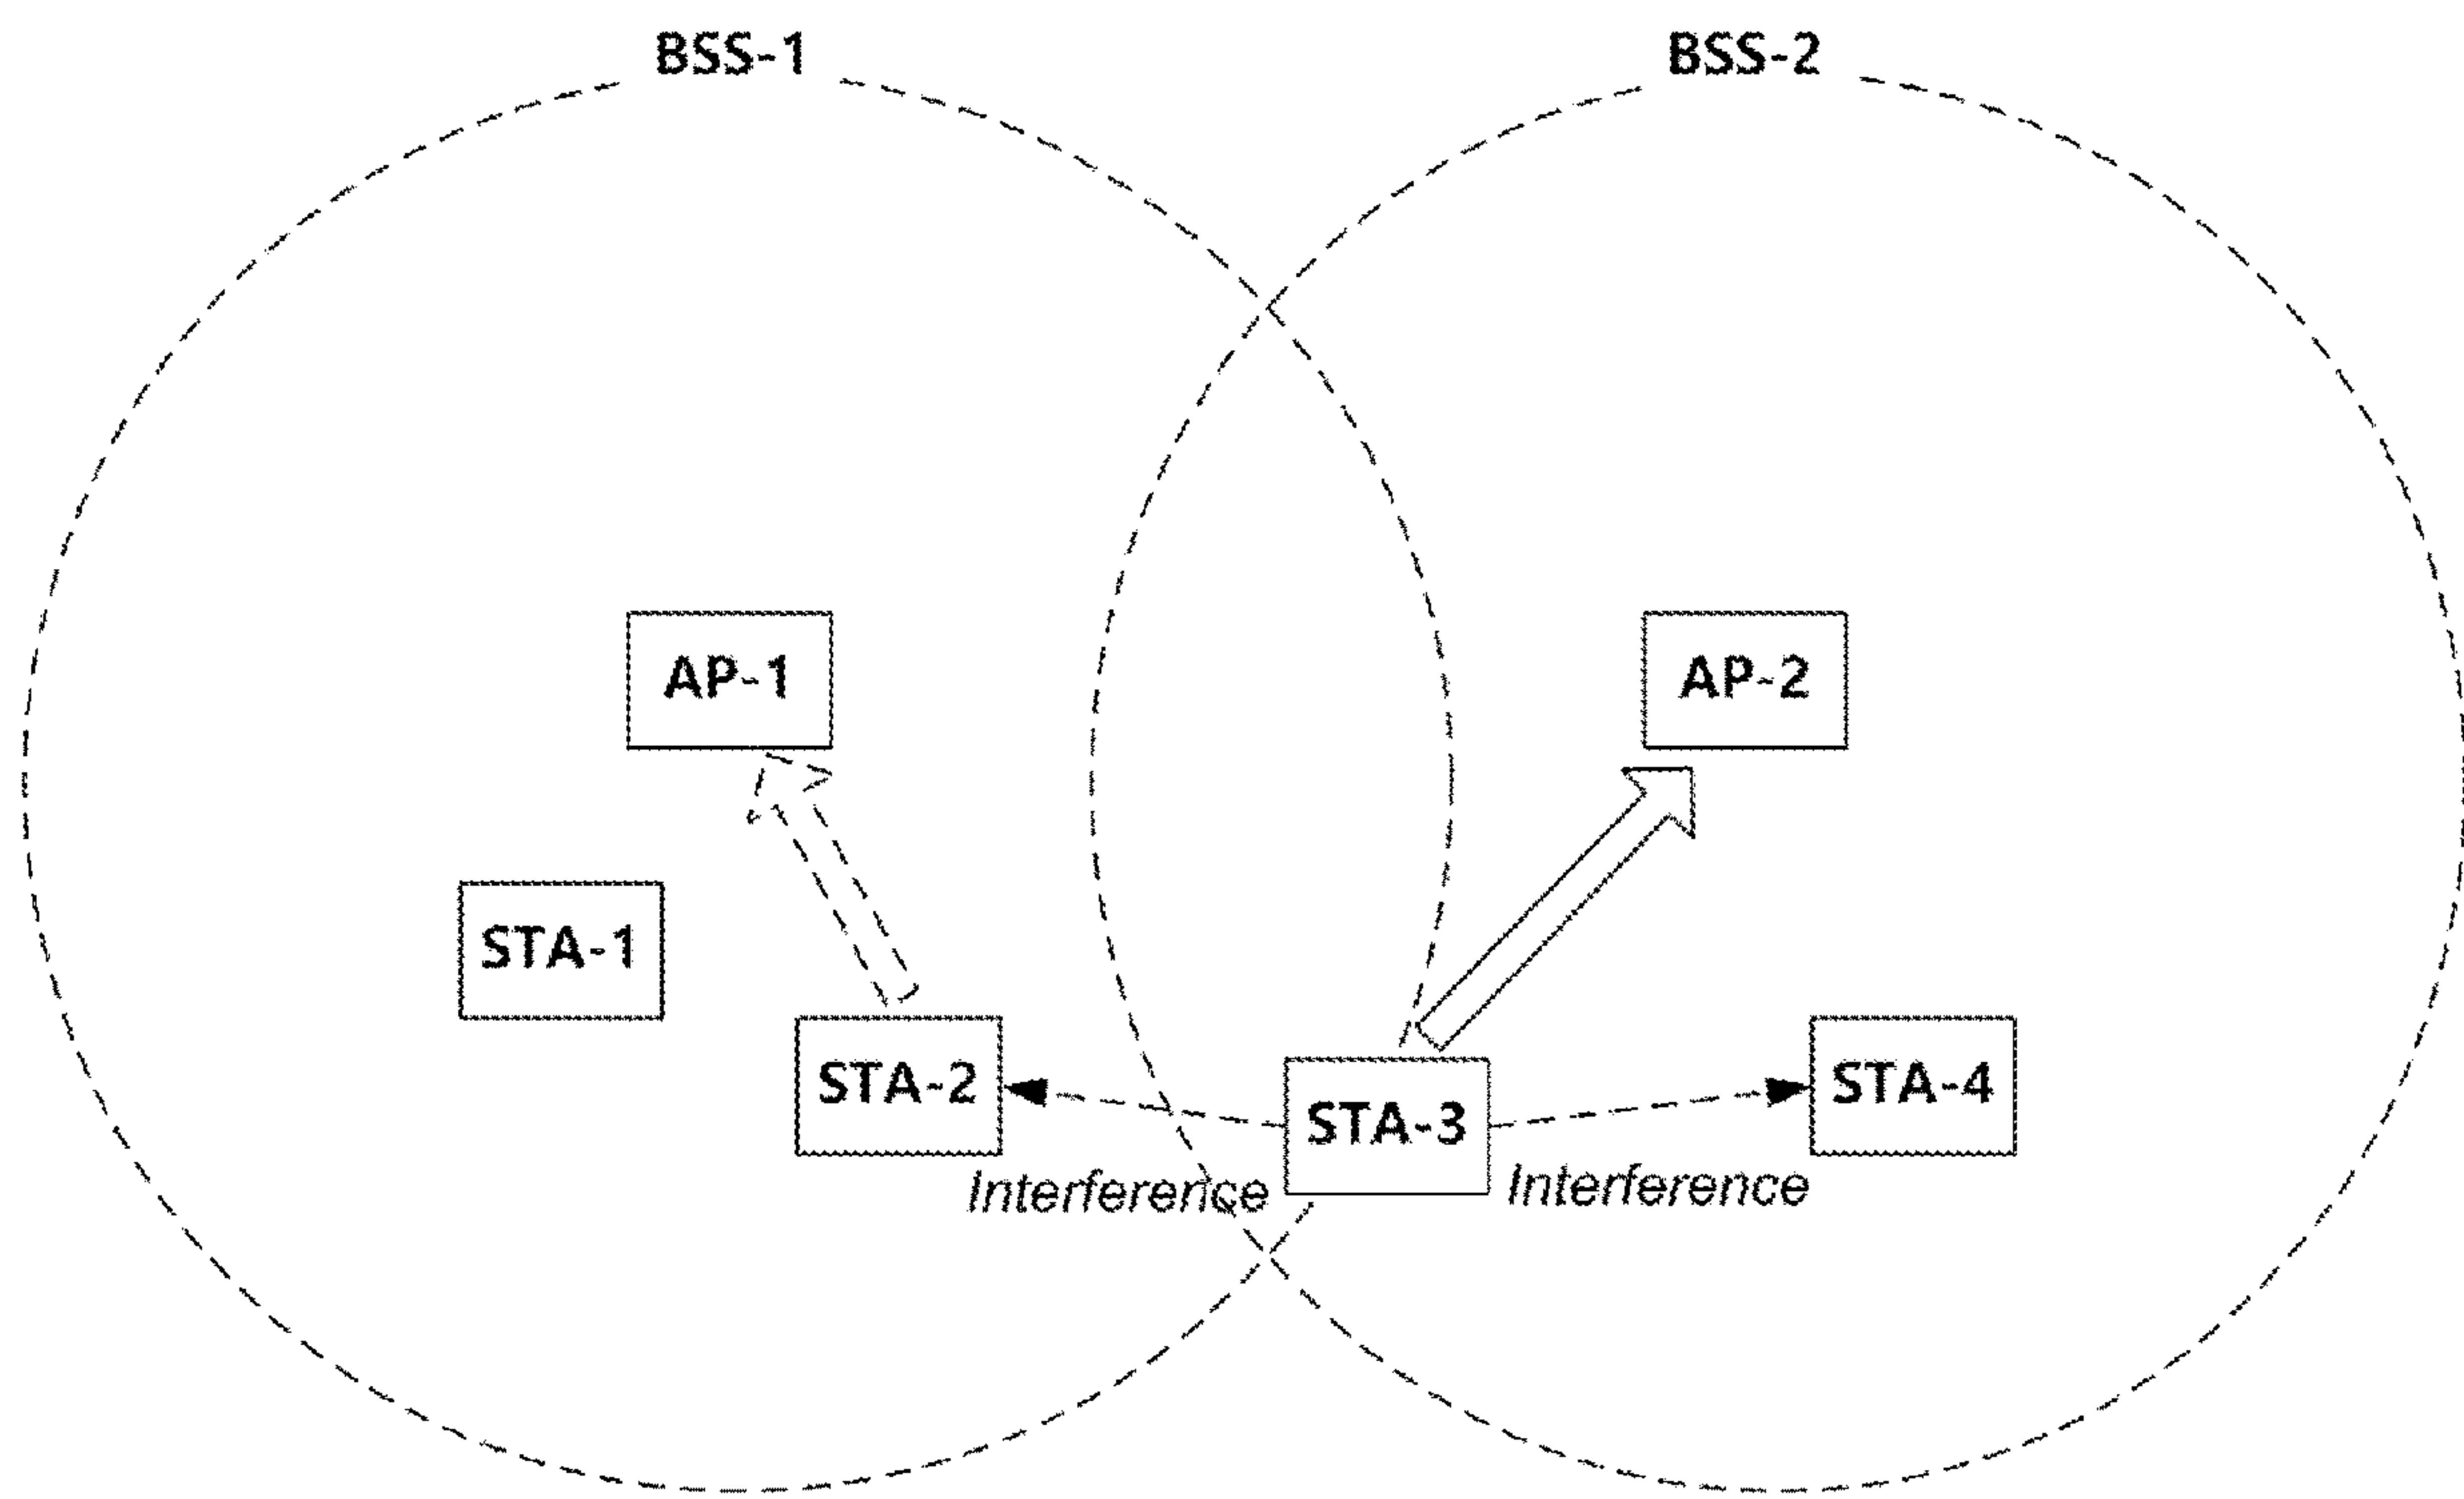 BSS-1
BSS-2
AP-1
AP-2
STA-1
STA-2
STA-3
STA-4
Interference
Interference